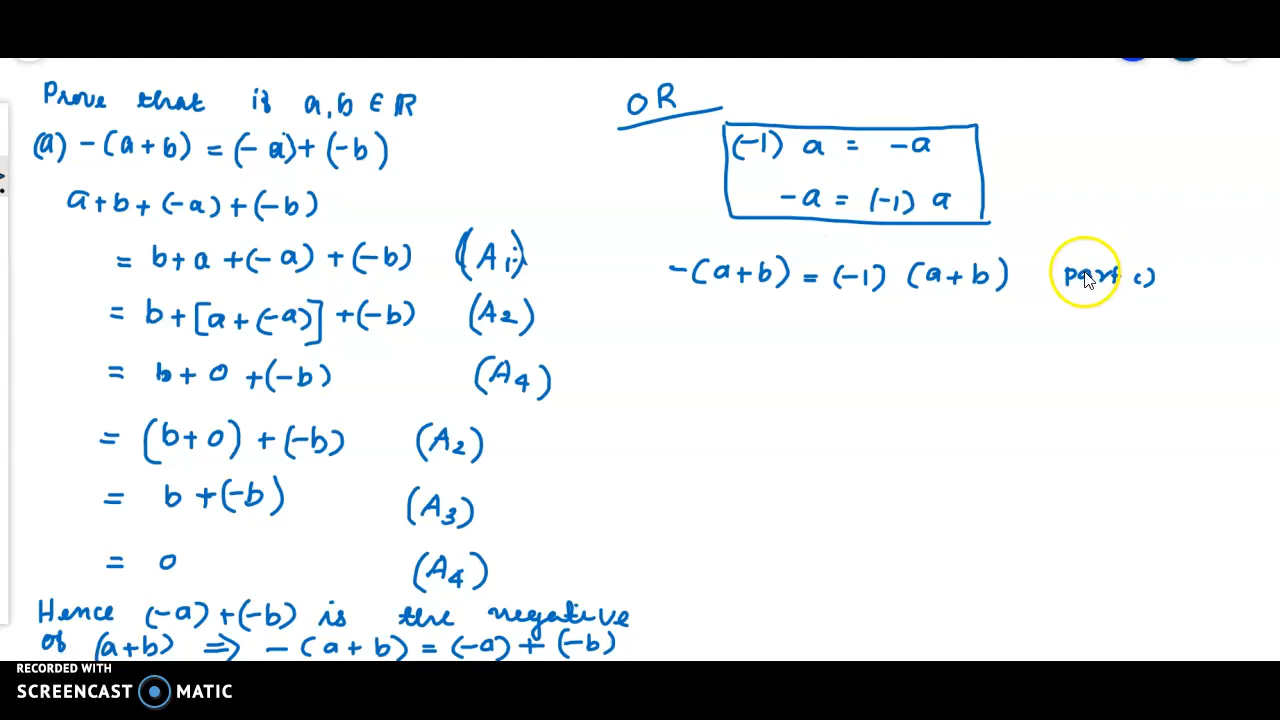 Prove that if a, b ∈ ℝ
(a) -(a+b) = (-a)+(-b)
a+b+(-a)+(-b)
= b+a+(-a)+(-b) (A1)
= b+[a+(-a)]+(-b) (A2)
= b+0+(-b) (A4)
= (b+0)+(-b) (A2)
= b+(-b) (A3)
= 0 (A4)
Hence (-a)+(-b) is the negative
of (a+b) ⇒ -(a+b) = (-a)+(-b)
OR
(-1) a = -a
-a = (-1) a
-(a+b) = (-1) (a+b) part c)
RECORDED WITH
SCREENCAST MATIC